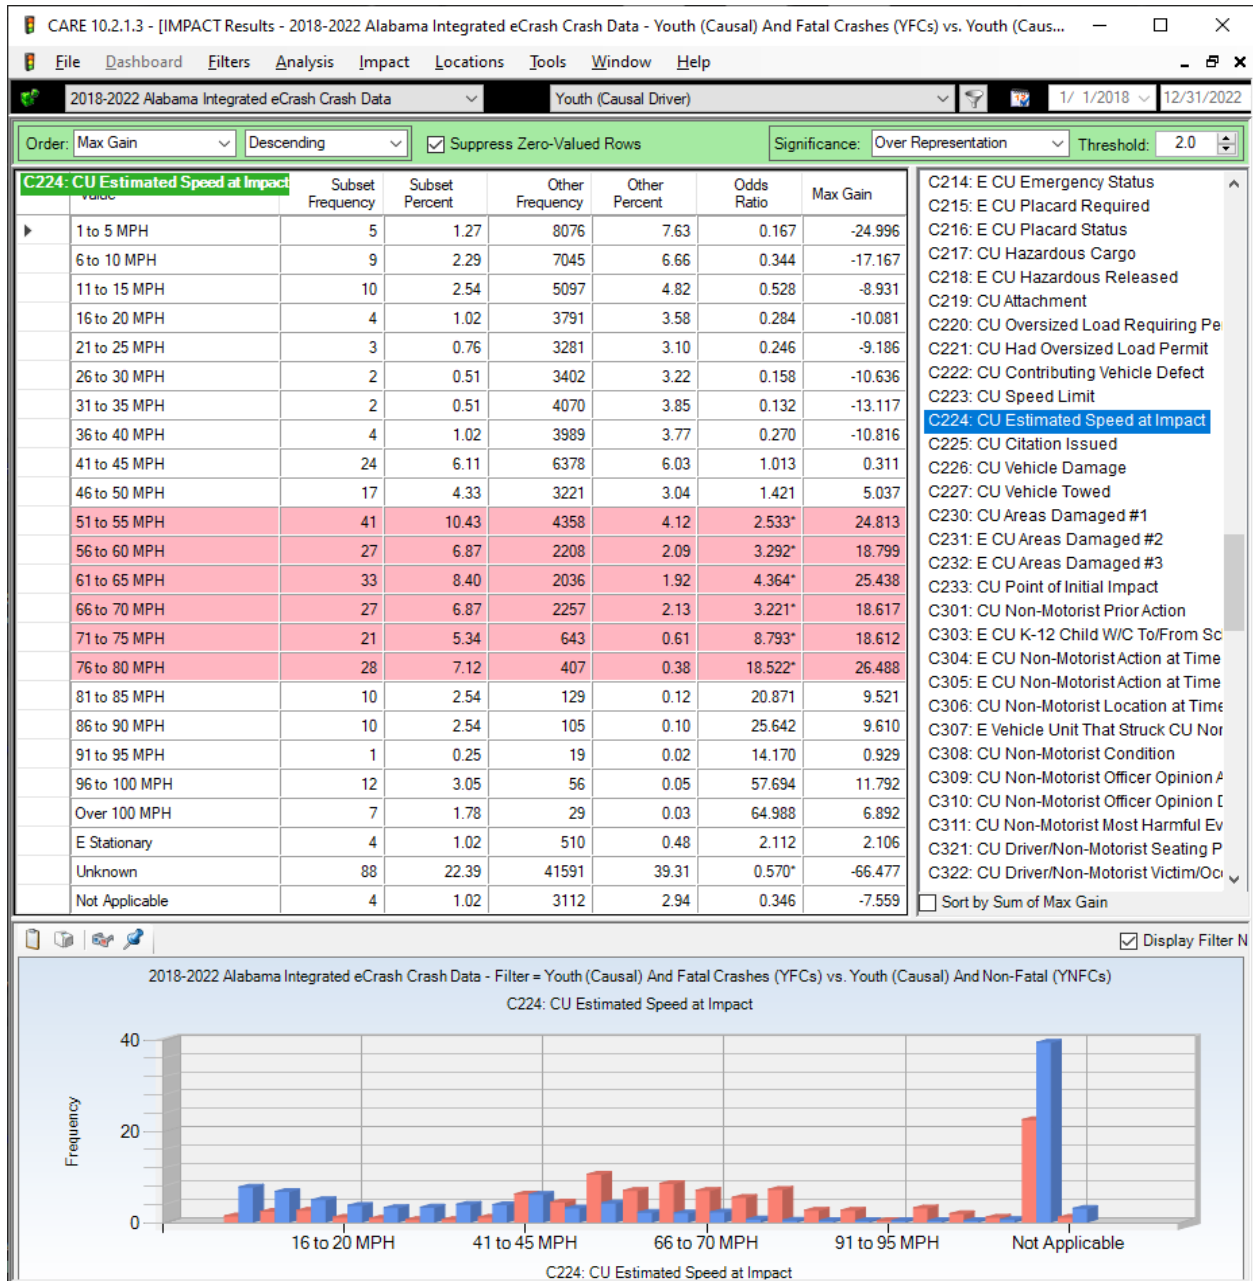 CARE 10.2.1.3 - [IMPACT Results - 2018-2022 Alabama Integrated eCrash Crash Data - Youth (Causal) And Fatal Crashes (YFCs) vs. Youth (Caus...
File Dashboard Filters Analysis Impact Locations Tools Window Help
2018-2022 Alabama Integrated eCrash Crash Data Youth (Causal Driver) 1/ 1/2018 12/31/2022
Order: Max Gain Descending Suppress Zero-Valued Rows Significance: Over Representation Threshold: 2.0
C224: CU Estimated Speed at Impact Subset Frequency Subset Percent Other Frequency Other Percent Odds Ratio Max Gain
1 to 5 MPH 5 1.27 8076 7.63 0.167 -24.996
6 to 10 MPH 9 2.29 7045 6.66 0.344 -17.167
11 to 15 MPH 10 2.54 5097 4.82 0.528 -8.931
16 to 20 MPH 4 1.02 3791 3.58 0.284 -10.081
21 to 25 MPH 3 0.76 3281 3.10 0.246 -9.186
26 to 30 MPH 2 0.51 3402 3.22 0.158 -10.636
31 to 35 MPH 2 0.51 4070 3.85 0.132 -13.117
36 to 40 MPH 4 1.02 3989 3.77 0.270 -10.816
41 to 45 MPH 24 6.11 6378 6.03 1.013 0.311
46 to 50 MPH 17 4.33 3221 3.04 1.421 5.037
51 to 55 MPH 41 10.43 4358 4.12 2.533* 24.813
56 to 60 MPH 27 6.87 2208 2.09 3.292* 18.799
61 to 65 MPH 33 8.40 2036 1.92 4.364* 25.438
66 to 70 MPH 27 6.87 2257 2.13 3.221* 18.617
71 to 75 MPH 21 5.34 643 0.61 8.793* 18.612
76 to 80 MPH 28 7.12 407 0.38 18.522* 26.488
81 to 85 MPH 10 2.54 129 0.12 20.871 9.521
86 to 90 MPH 10 2.54 105 0.10 25.642 9.610
91 to 95 MPH 1 0.25 19 0.02 14.170 0.929
96 to 100 MPH 12 3.05 56 0.05 57.694 11.792
Over 100 MPH 7 1.78 29 0.03 64.988 6.892
E Stationary 4 1.02 510 0.48 2.112 2.106
Unknown 88 22.39 41591 39.31 0.570* -66.477
Not Applicable 4 1.02 3112 2.94 0.346 -7.559
C214: E CU Emergency Status
C215: E CU Placard Required
C216: E CU Placard Status
C217: CU Hazardous Cargo
C218: E CU Hazardous Released
C219: CU Attachment
C220: CU Oversized Load Requiring Pe
C221: CU Had Oversized Load Permit
C222: CU Contributing Vehicle Defect
C223: CU Speed Limit
C224: CU Estimated Speed at Impact
C225: CU Citation Issued
C226: CU Vehicle Damage
C227: CU Vehicle Towed
C230: CU Areas Damaged #1
C231: E CU Areas Damaged #2
C232: E CU Areas Damaged #3
C233: CU Point of Initial Impact
C301: CU Non-Motorist Prior Action
C303: E CU K-12 Child W/C To/From Sc
C304: E CU Non-Motorist Action at Time
C305: E CU Non-Motorist Action at Time
C306: CU Non-Motorist Location at Time
C307: E Vehicle Unit That Struck CU Nor
C308: CU Non-Motorist Condition
C309: CU Non-Motorist Officer Opinion A
C310: CU Non-Motorist Officer Opinion D
C311: CU Non-Motorist Most Harmful Ev
C321: CU Driver/Non-Motorist Seating P
C322: CU Driver/Non-Motorist Victim/Occ
Sort by Sum of Max Gain
Display Filter N
2018-2022 Alabama Integrated eCrash Crash Data - Filter = Youth (Causal) And Fatal Crashes (YFCs) vs. Youth (Causal) And Non-Fatal (YNFCs)
C224: CU Estimated Speed at Impact
Frequency
40
20
0
16 to 20 MPH 41 to 45 MPH 66 to 70 MPH 91 to 95 MPH Not Applicable
C224: CU Estimated Speed at Impact